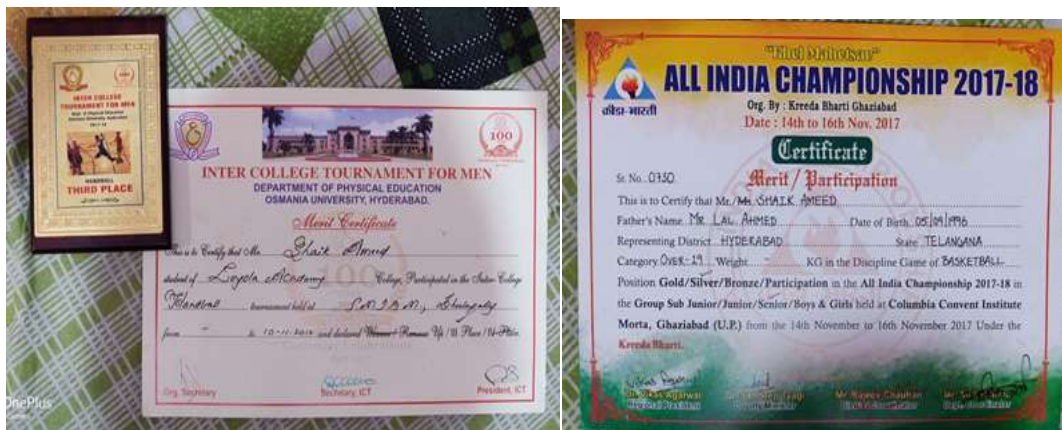 INTER COLLEGE
TOURNAMENT FOR MEN
HANDBALL
THIRD PLACE
100
INTER COLLEGE TOURNAMENT FOR MEN
DEPARTMENT OF PHYSICAL EDUCATION
OSMANIA UNIVERSITY, HYDERABAD.
Merit Certificate
This is to Certify that Mr. Shaik Ameed
student of Loyola Academy College, Participated in the Inter-College
Handball tournament held at
from to and declared Winner / Runners Up / III Place / IV Place.
Org. Secretary
Secretary, ICT
President, ICT
OnePlus
"Khel Mahotsav"
ALL INDIA CHAMPIONSHIP 2017-18
क्रीडा-भारती
Org. By : Kreeda Bharti Ghaziabad
Date : 14th to 16th Nov. 2017
Certificate
Sr. No. 0730
Merit / Participation
This is to Certify that Mr./Ms. SHAIK AMEED
Father's Name MR LAL AHMED Date of Birth 05/09/1996
Representing District HYDERABAD State TELANGANA
Category OVER-19 Weight - KG in the Discipline Game of BASKETBALL
Position Gold/Silver/Bronze/Participation in the All India Championship 2017-18 in
the Group Sub Junior/Junior/Senior/Boys & Girls held at Columbia Convent Institute
Morta, Ghaziabad (U.P.) from the 14th November to 16th November 2017 Under the
Kreeda Bharti.
Dr. Vikas Agarwal
Regional President
Mr. Rajeev Chauhan